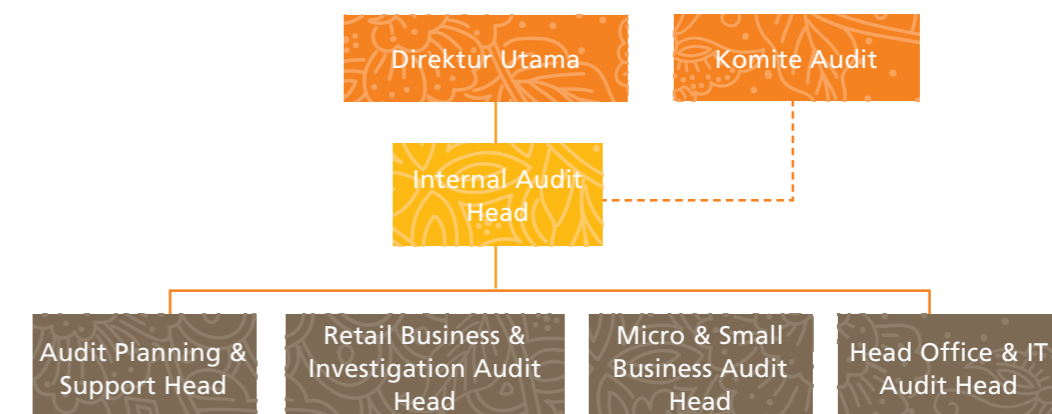 Direktur Utama
Komite Audit
Internal Audit
Head
Audit Planning &
Support Head
Retail Business &
Investigation Audit
Head
Micro & Small
Business Audit
Head
Head Office & IT
Audit Head